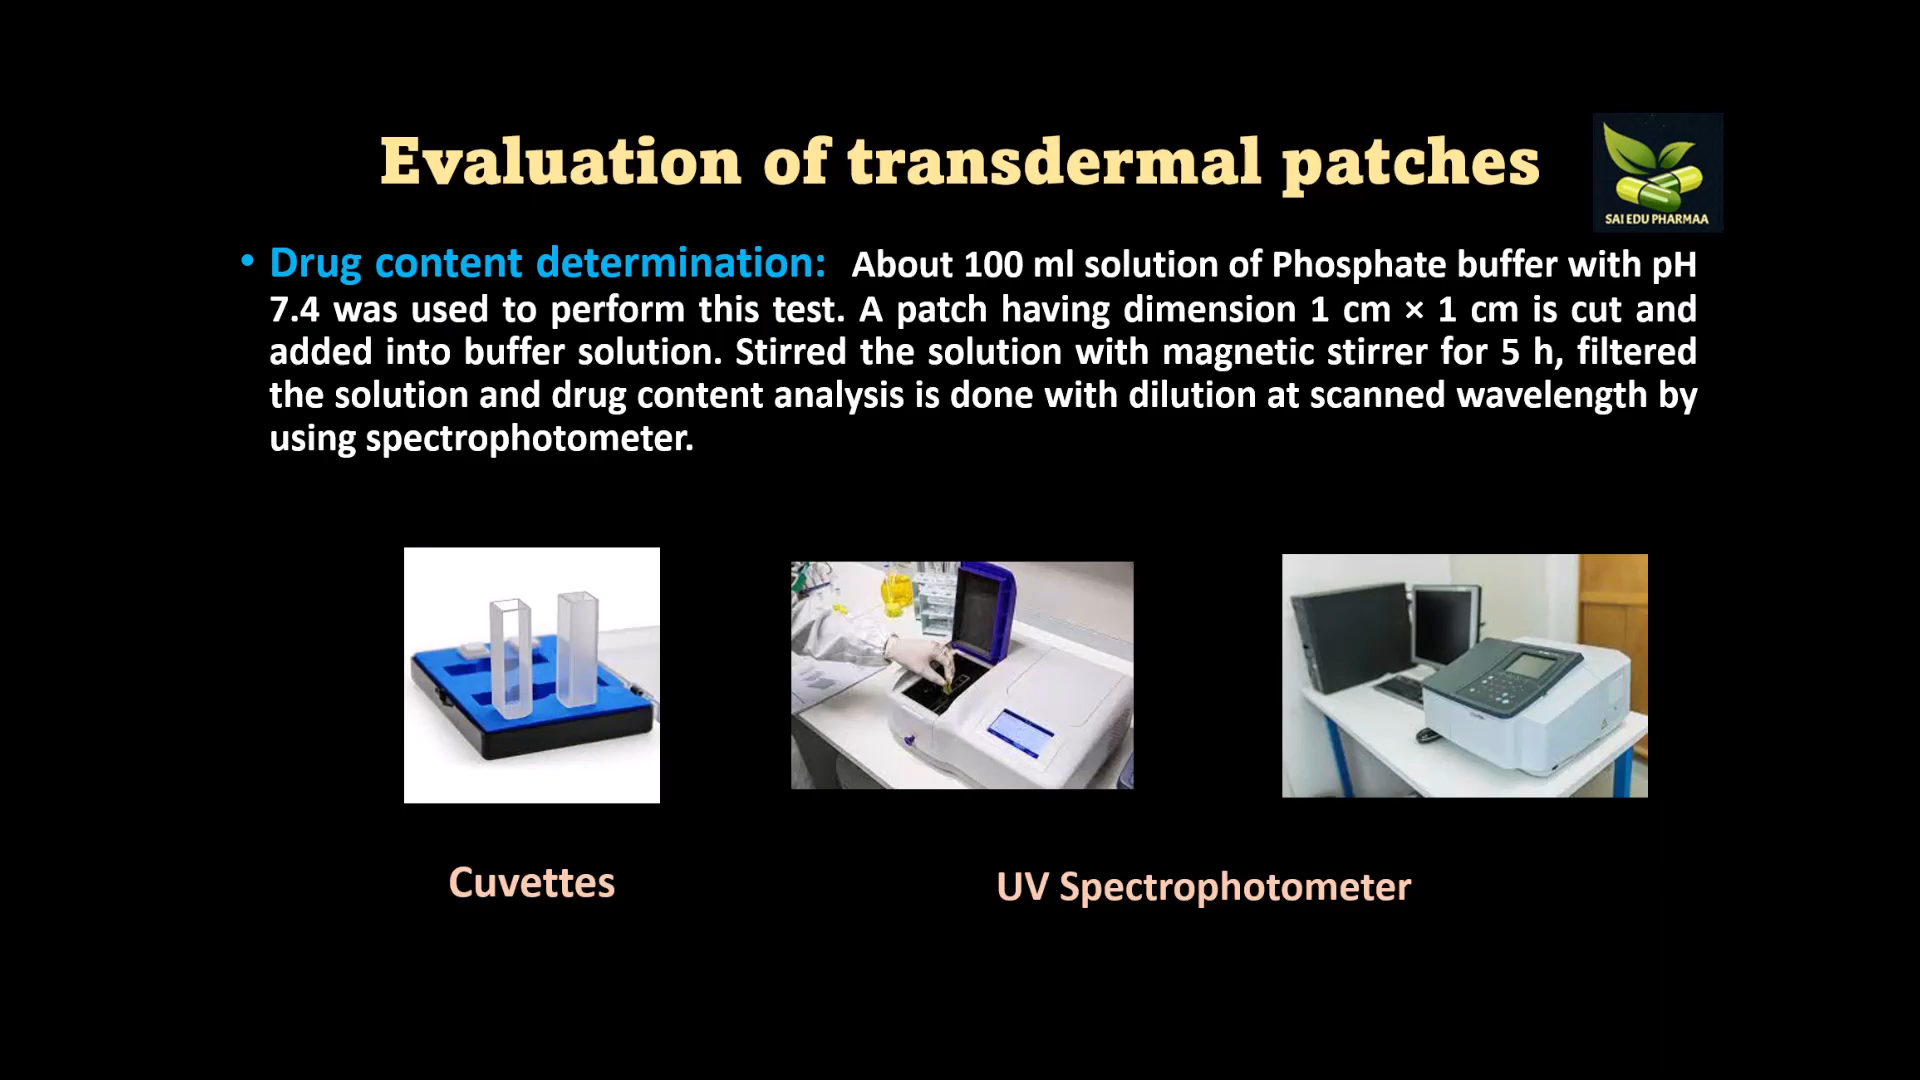 Evaluation of transdermal patches
SAI EDU PHARMAA
• Drug content determination: About 100 ml solution of Phosphate buffer with pH
7.4 was used to perform this test. A patch having dimension 1 cm × 1 cm is cut and
added into buffer solution. Stirred the solution with magnetic stirrer for 5 h, filtered
the solution and drug content analysis is done with dilution at scanned wavelength by
using spectrophotometer.
Cuvettes
UV Spectrophotometer